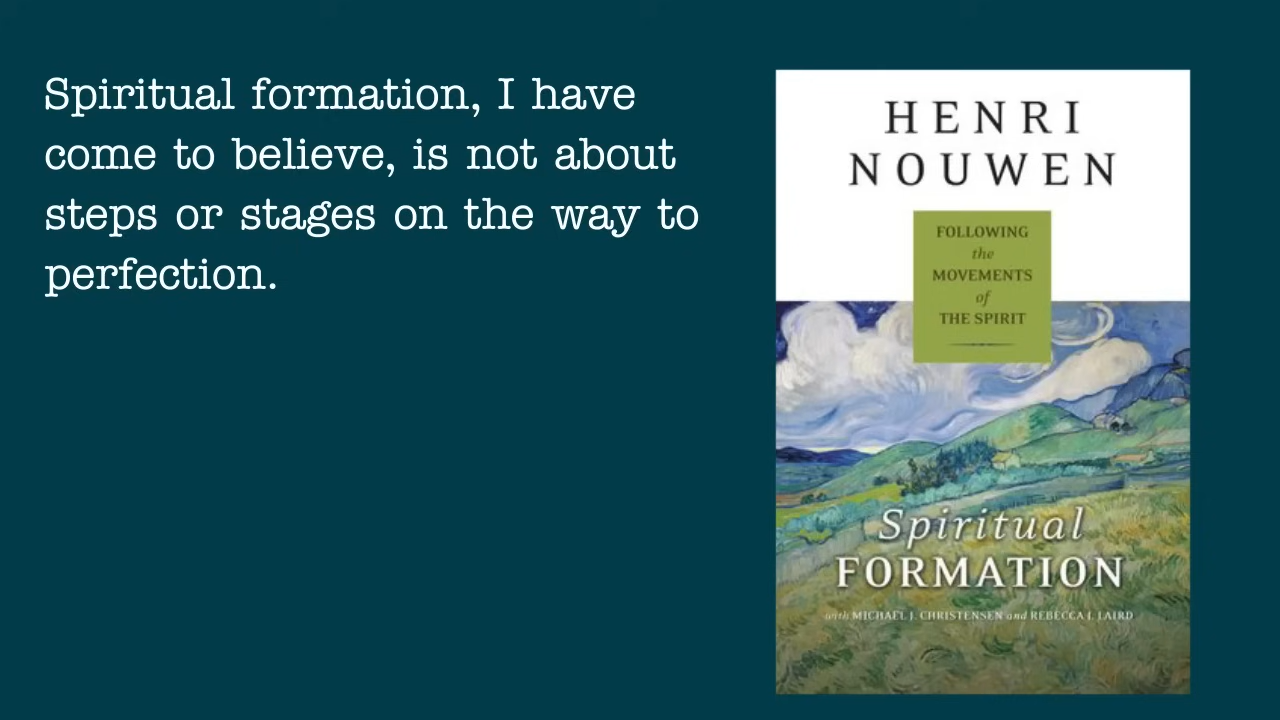 Spiritual formation, I have
come to believe, is not about
steps or stages on the way to
perfection.
HENRI
NOUWEN
FOLLOWING
the
MOVEMENTS
of
THE SPIRIT
Spiritual
FORMATION
with MICHAEL J. CHRISTENSEN and REBECCA J. LAIRD